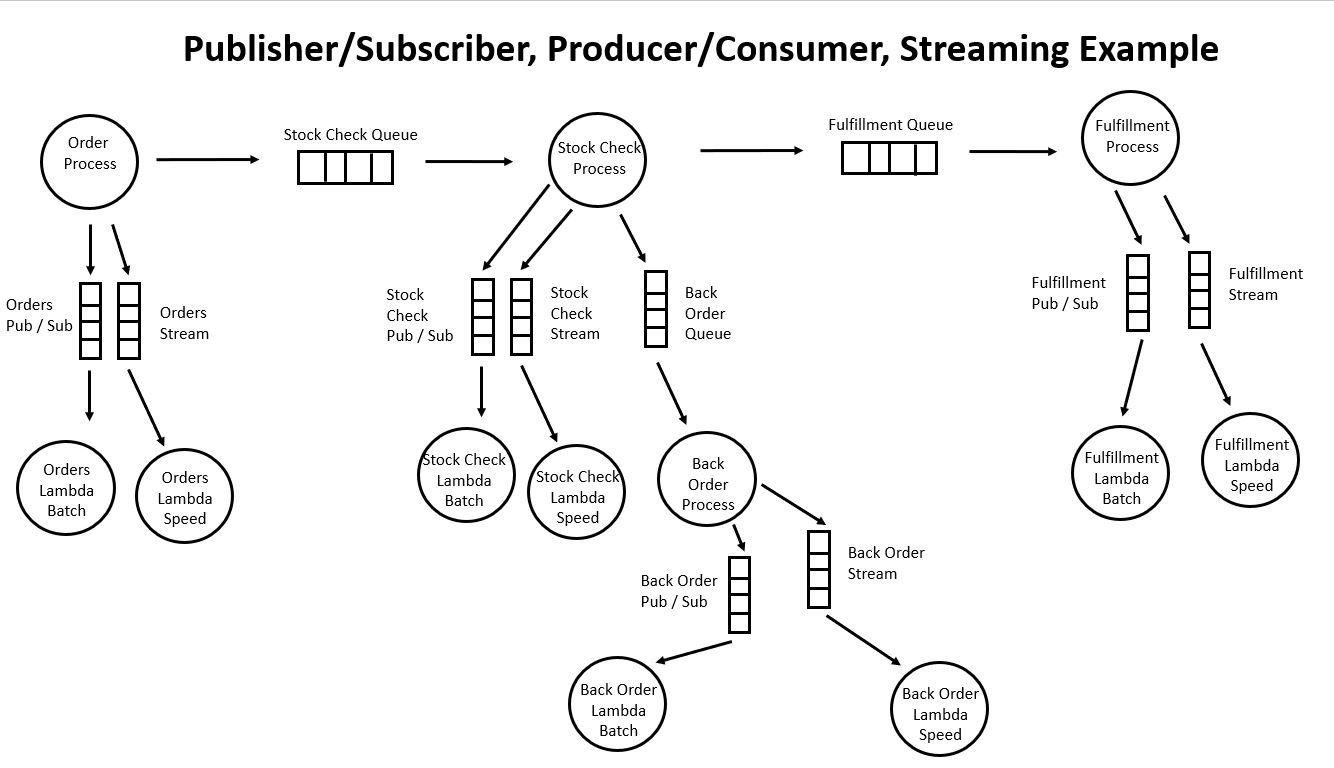 Publisher/Subscriber, Producer/Consumer, Streaming Example
Order
Process
Stock Check Queue
Stock Check
Process
Fulfillment Queue
Fulfillment
Process
Orders
Pub / Sub
Orders
Stream
Stock
Check
Pub / Sub
Stock
Check
Stream
Back
Order
Queue
Fulfillment
Pub / Sub
Fulfillment
Stream
Orders
Lambda
Batch
Orders
Lambda
Speed
Stock Check
Lambda
Batch
Stock Check
Lambda
Speed
Back
Order
Process
Fulfillment
Lambda
Batch
Fulfillment
Lambda
Speed
Back Order
Pub / Sub
Back Order
Stream
Back Order
Lambda
Batch
Back Order
Lambda
Speed